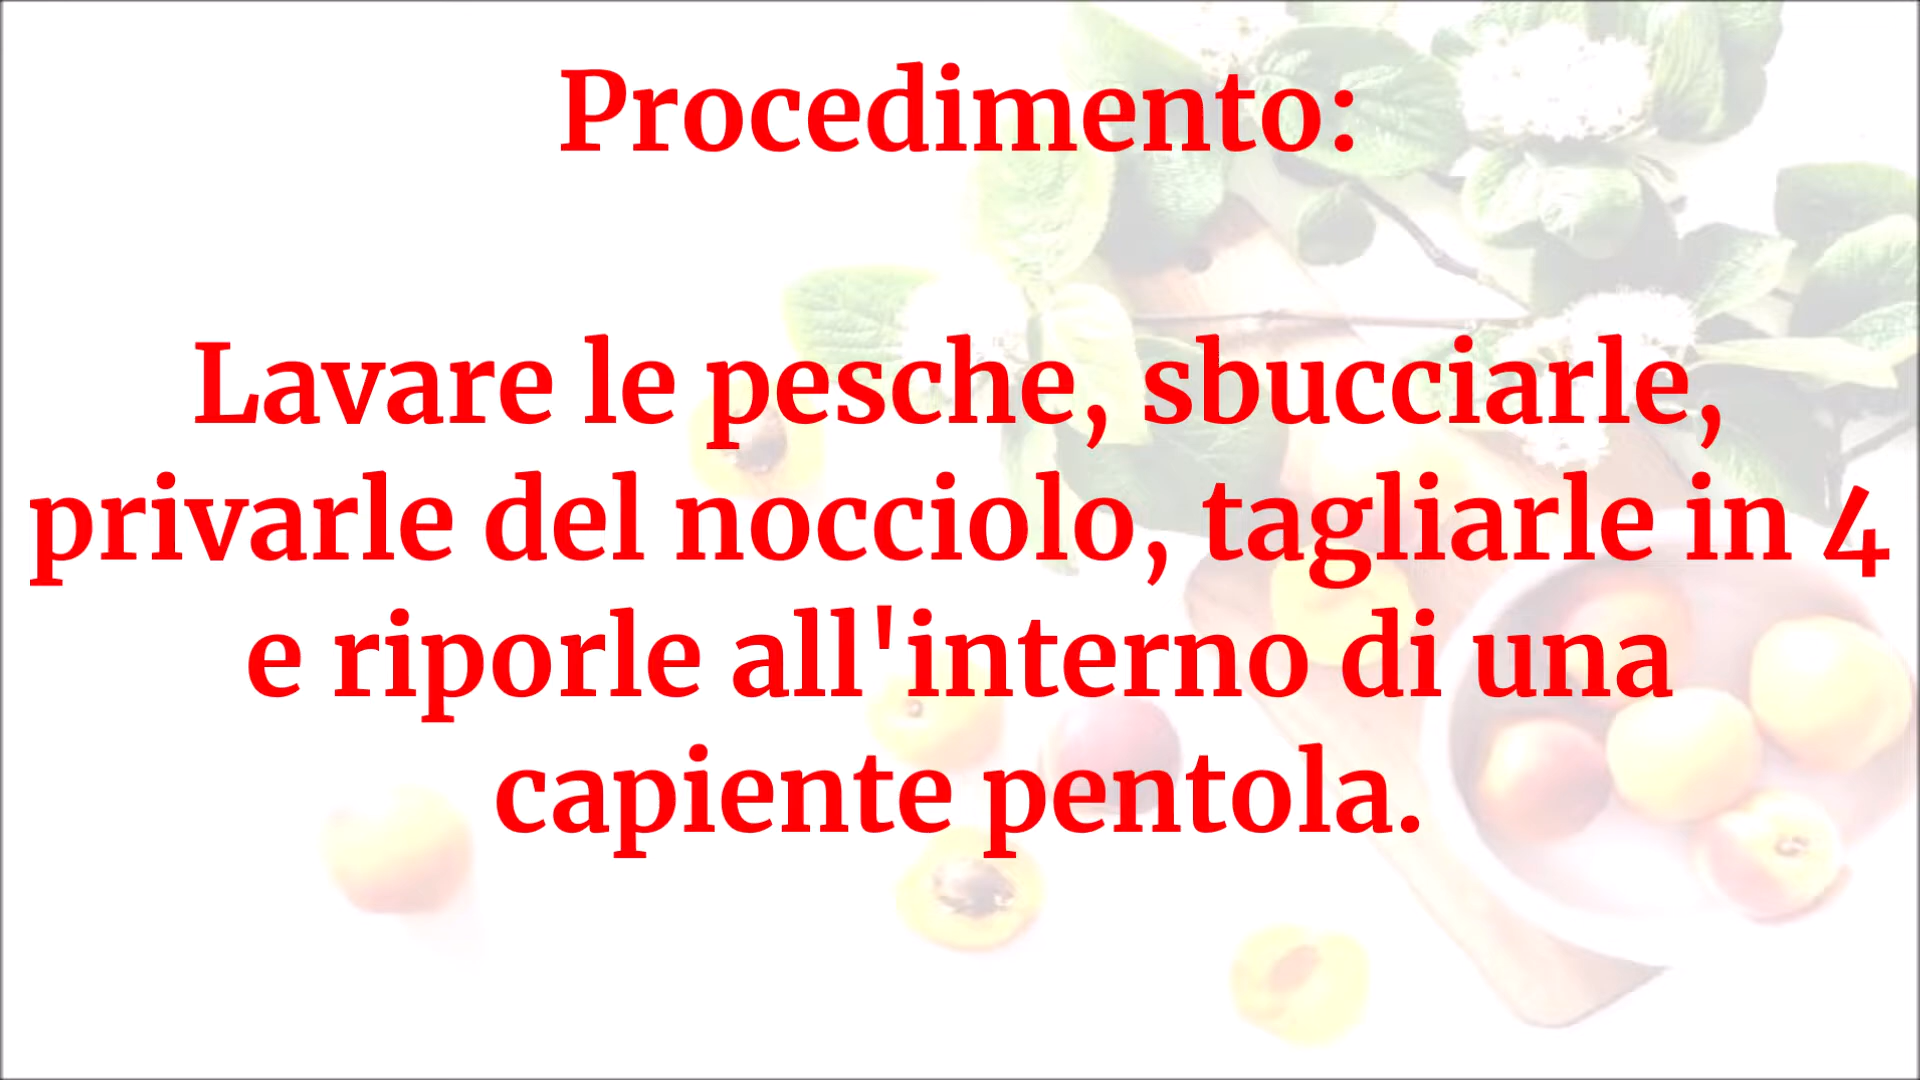 Procedimento:
Lavare le pesche, sbucciarle,
privarle del nocciolo, tagliarle in 4
e riporle all'interno di una
capiente pentola.